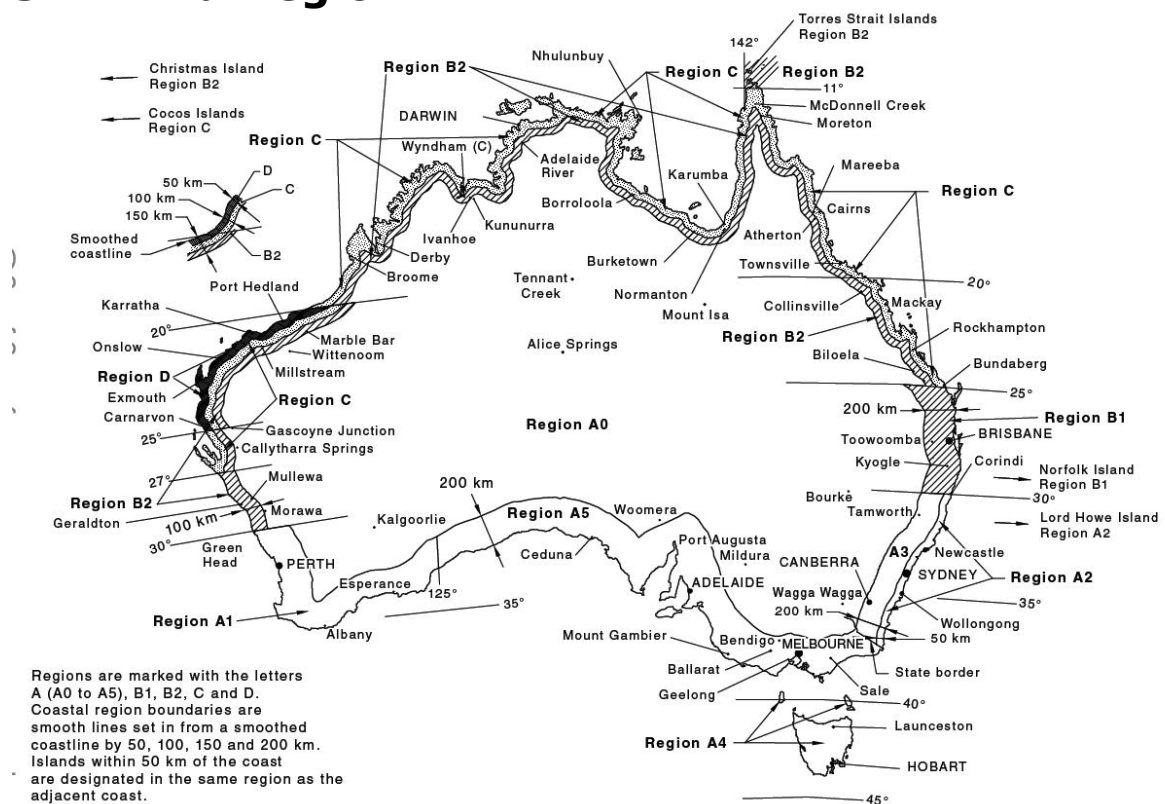 142°
Torres Strait Islands
Region B2
Christmas Island
Region B2
Cocos Islands
Region C
Region B2
Nhulunbuy
Region C
Region B2
11°
McDonnell Creek
Moreton
DARWIN
Region C
Wyndham (C)
Adelaide
River
Karumba
Mareeba
Region C
D
50 km
C
100 km
150 km
Smoothed
coastline
B2
Borroloola
Kununurra
Ivanhoe
Cairns
Atherton
Derby
Broome
Burketown
Townsville
20°
Port Hedland
Tennant
Creek
Normanton
Mount Isa
Collinsville
Mackay
Karratha
20°
Region B2
Rockhampton
Onslow
Marble Bar
Wittenoom
Alice Springs
Biloela
Bundaberg
Region D
Millstream
Exmouth
Region C
25°
Carnarvon
200 km
Region B1
25°
Gascoyne Junction
Region A0
Toowoomba
BRISBANE
Callytharra Springs
Kyogle
Corindi
27°
Mullewa
200 km
Norfolk Island
Region B1
Region B2
Bourke
30°
Geraldton
100 km
Morawa
Region A5
Woomera
Tamworth
Lord Howe Island
Region A2
30°
Kalgoorlie
Green
Head
Ceduna
Port Augusta
Mildura
A3
Newcastle
PERTH
CANBERRA
SYDNEY
Region A2
Esperance
125°
ADELAIDE
Wagga Wagga
35°
35°
Region A1
200 km
Wollongong
Albany
Mount Gambier
Bendigo
MELBOURNE
50 km
Ballarat
State border
Geelong
Sale
Regions are marked with the letters
A (A0 to A5), B1, B2, C and D.
Coastal region boundaries are
smooth lines set in from a smoothed
coastline by 50, 100, 150 and 200 km.
Islands within 50 km of the coast
are designated in the same region as the
adjacent coast.
40°
Launceston
Region A4
HOBART
45°